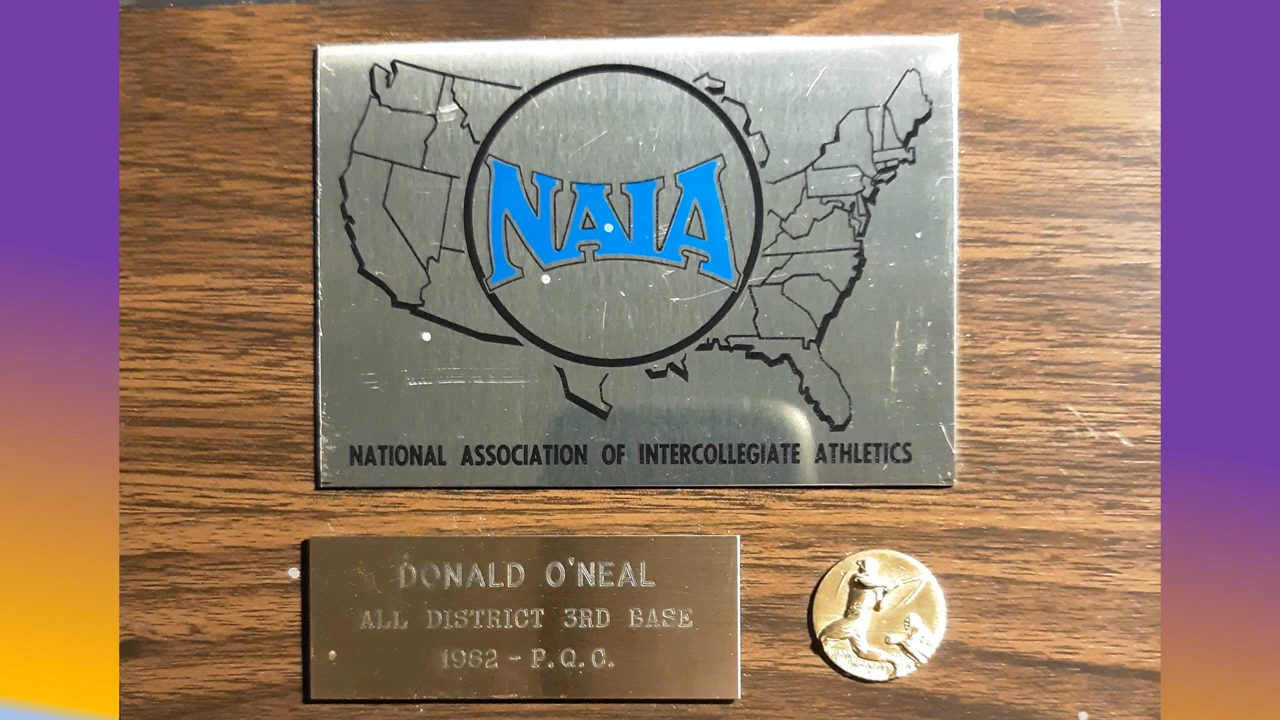 NAIA
NATIONAL ASSOCIATION OF INTERCOLLEGIATE ATHLETICS
DONALD O'NEAL
ALL DISTRICT 3RD BASE
1982 - P.Q.C.